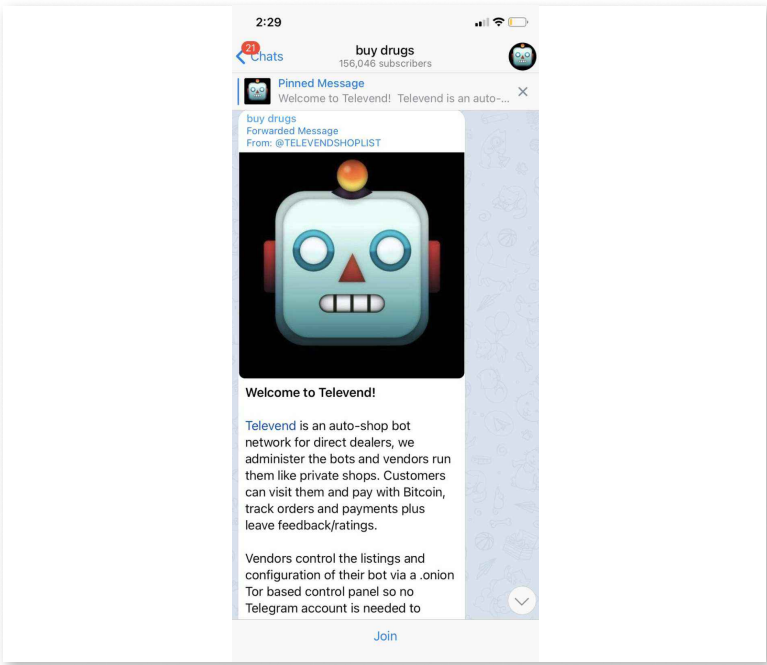 2:29
21
Chats
buy drugs
156,046 subscribers
Pinned Message
Welcome to Televend! Televend is an auto-...
buy drugs
Forwarded Message
From: @TELEVENDSHOPLIST
Welcome to Televend!
Televend is an auto-shop bot
network for direct dealers, we
administer the bots and vendors run
them like private shops. Customers
can visit them and pay with Bitcoin,
track orders and payments plus
leave feedback/ratings.
Vendors control the listings and
configuration of their bot via a .onion
Tor based control panel so no
Telegram account is needed to
Join